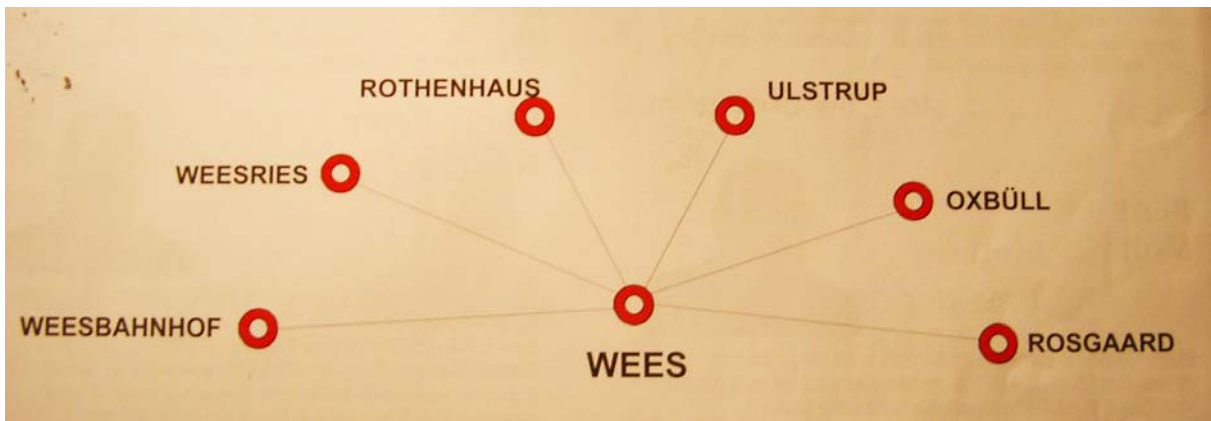 ROTHENHAUS
ULSTRUP
WEESRIES
OXBÜLL
WEESBAHNHOF
ROSGAARD
WEES